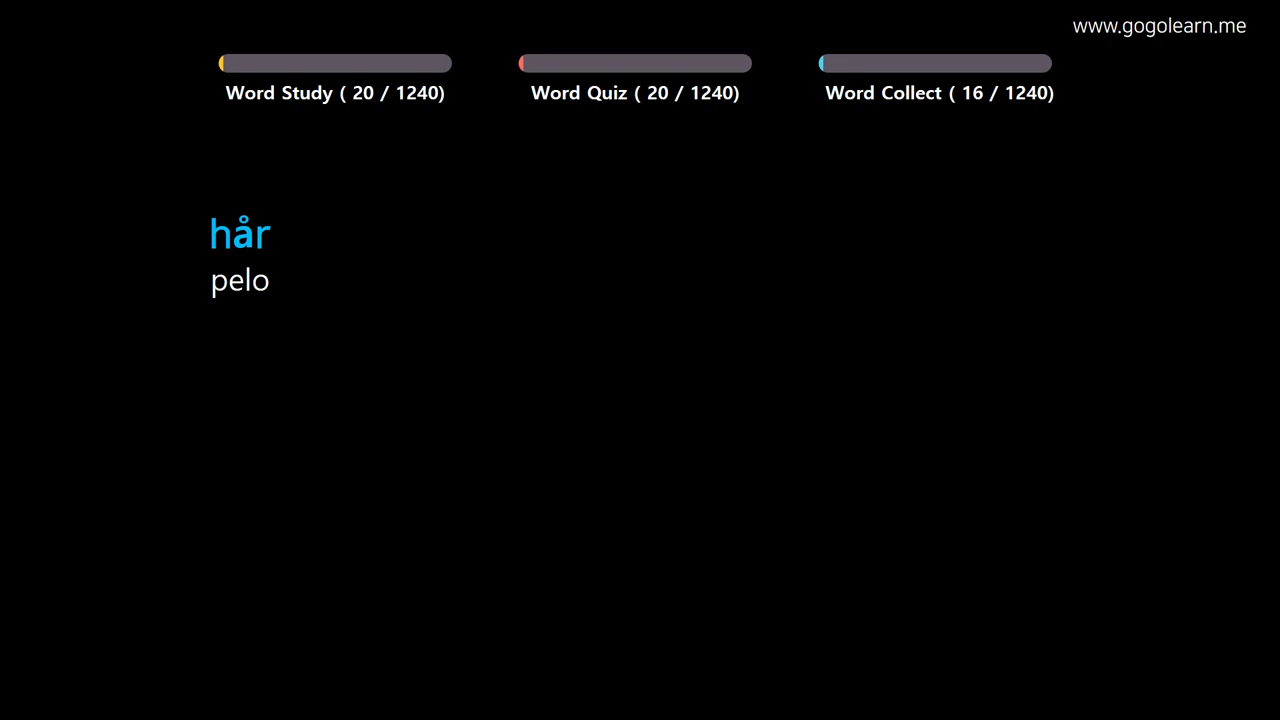 www.gogolearn.me
Word Study ( 20 / 1240)
Word Quiz ( 20 / 1240)
Word Collect ( 16 / 1240)
hår
pelo